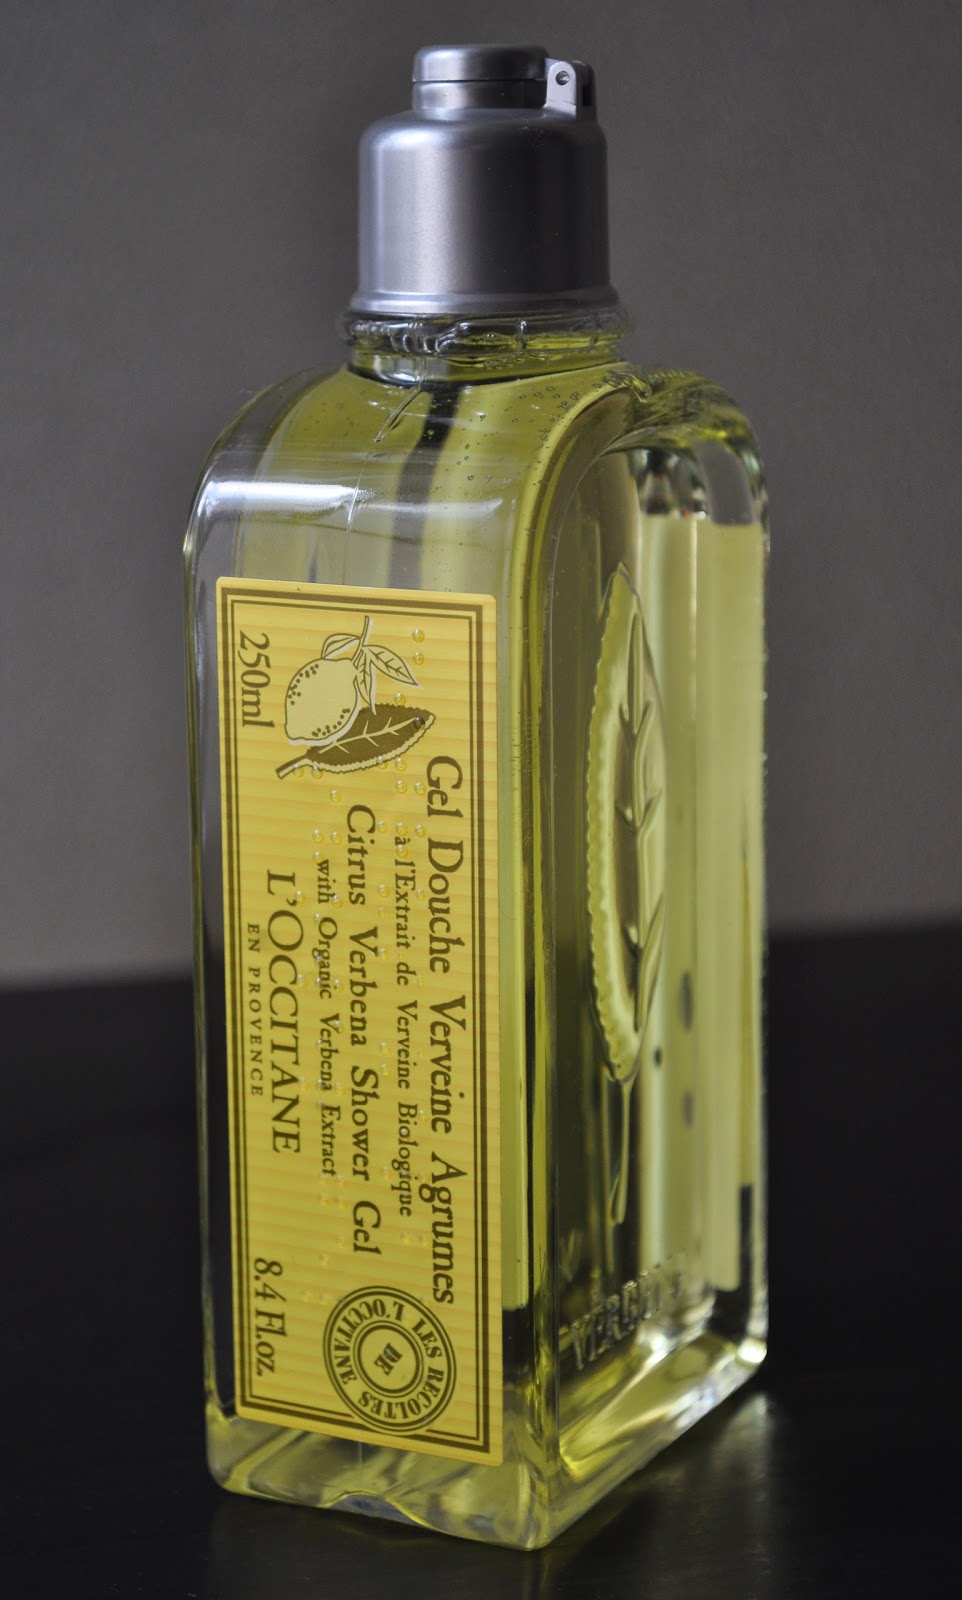 Gel Douche Verveine Agrumes
à l'Extrait de Verveine Biologique
Citrus Verbena Shower Gel
with Organic Verbena Extract
L'OCCITANE
EN PROVENCE
250ml
8.4 Fl.oz.
LES RECOLTES
DE
L'OCCITANE